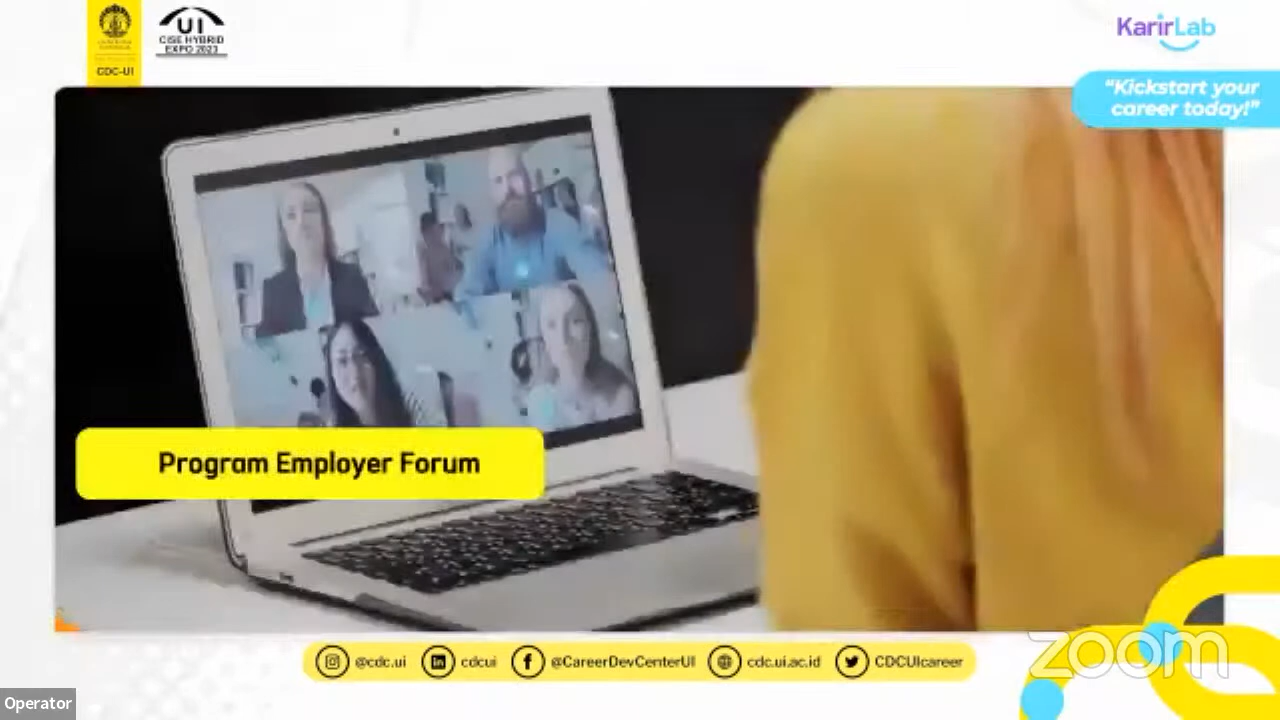 CDC-UI
UI
CISE HYBRID
EXPO 2023
KarirLab
"Kickstart your
career today!"
Program Employer Forum
@cdc.ui
cdcui
@CareerDevCenterUI
cdc.ui.ac.id
CDCUIcareer
zoom
Operator